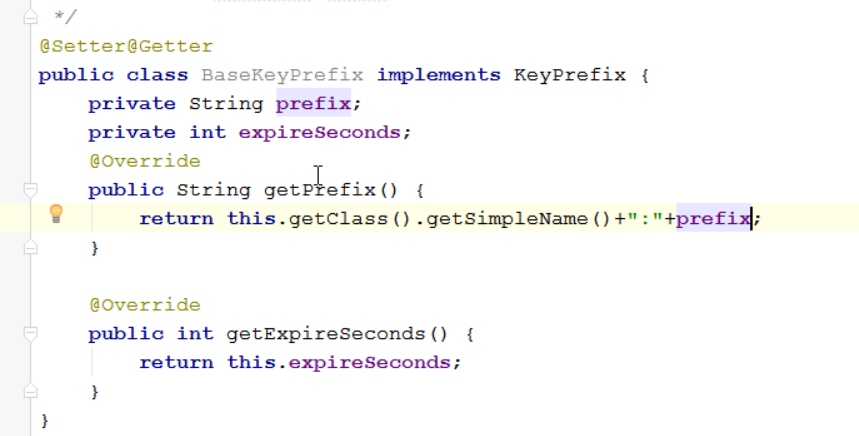 */
@Setter@Getter
public class BaseKeyPrefix implements KeyPrefix {
private String prefix;
private int expireSeconds;
@Override
public String getPrefix() {
return this.getClass().getSimpleName()+":"+prefix;
}
@Override
public int getExpireSeconds() {
return this.expireSeconds;
}
}